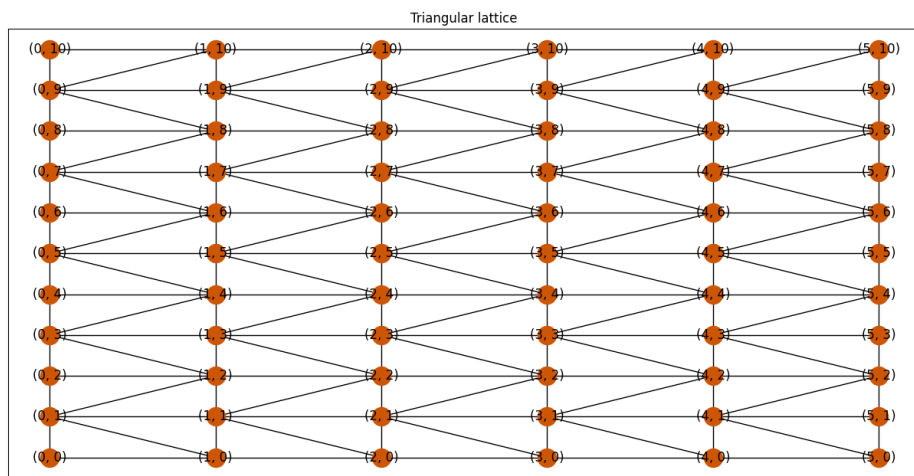 Triangular lattice
(0, 10) (1, 10) (2, 10) (3, 10) (4, 10) (5, 10)
(0, 9) (1, 9) (2, 9) (3, 9) (4, 9) (5, 9)
(0, 8) (1, 8) (2, 8) (3, 8) (4, 8) (5, 8)
(0, 7) (1, 7) (2, 7) (3, 7) (4, 7) (5, 7)
(0, 6) (1, 6) (2, 6) (3, 6) (4, 6) (5, 6)
(0, 5) (1, 5) (2, 5) (3, 5) (4, 5) (5, 5)
(0, 4) (1, 4) (2, 4) (3, 4) (4, 4) (5, 4)
(0, 3) (1, 3) (2, 3) (3, 3) (4, 3) (5, 3)
(0, 2) (1, 2) (2, 2) (3, 2) (4, 2) (5, 2)
(0, 1) (1, 1) (2, 1) (3, 1) (4, 1) (5, 1)
(0, 0) (1, 0) (2, 0) (3, 0) (4, 0) (5, 0)